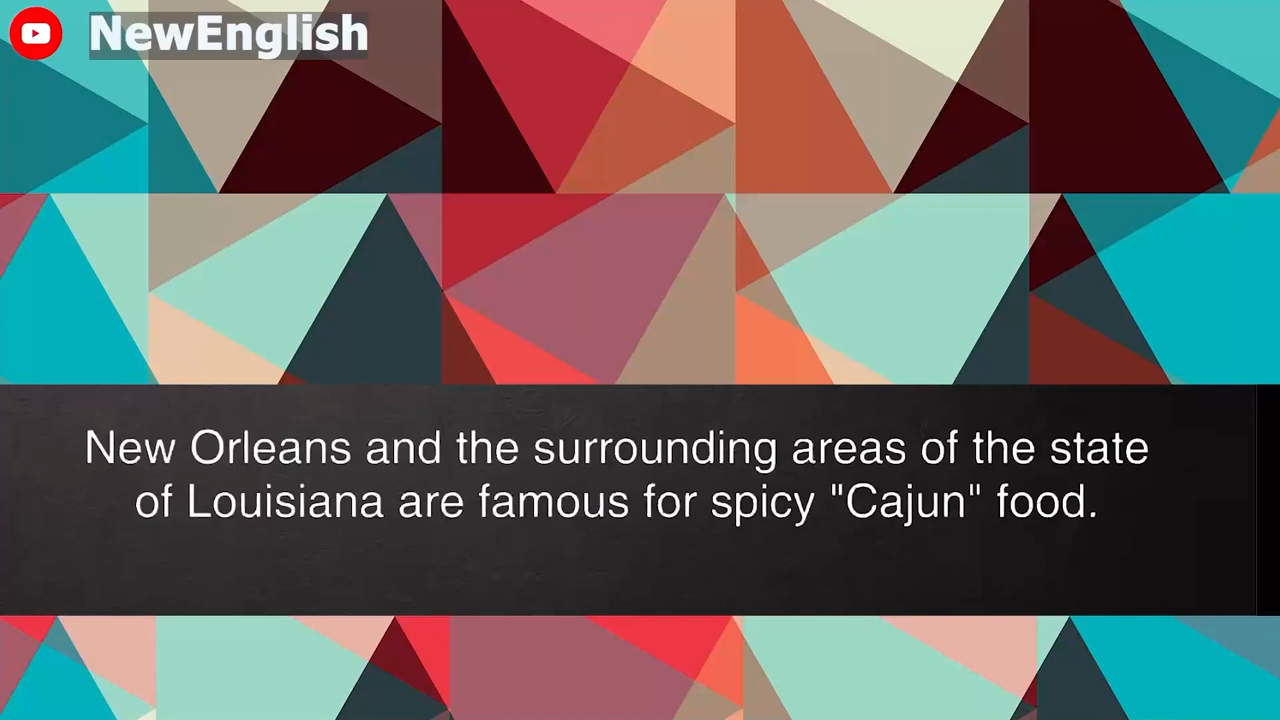 NewEnglish
New Orleans and the surrounding areas of the state
of Louisiana are famous for spicy "Cajun" food.